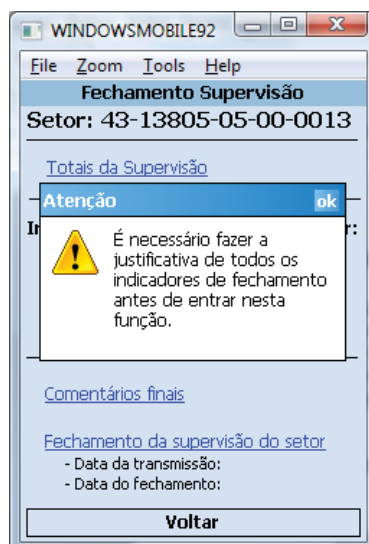 WINDOWSMOBILE92
File Zoom Tools Help
Fechamento Supervisão
Setor: 43-13805-05-00-0013
Totais da Supervisão
Atenção ok
É necessário fazer a
justificativa de todos os
indicadores de fechamento
antes de entrar nesta
função.
Comentários finais
Fechamento da supervisão do setor
- Data da transmissão:
- Data do fechamento:
Voltar